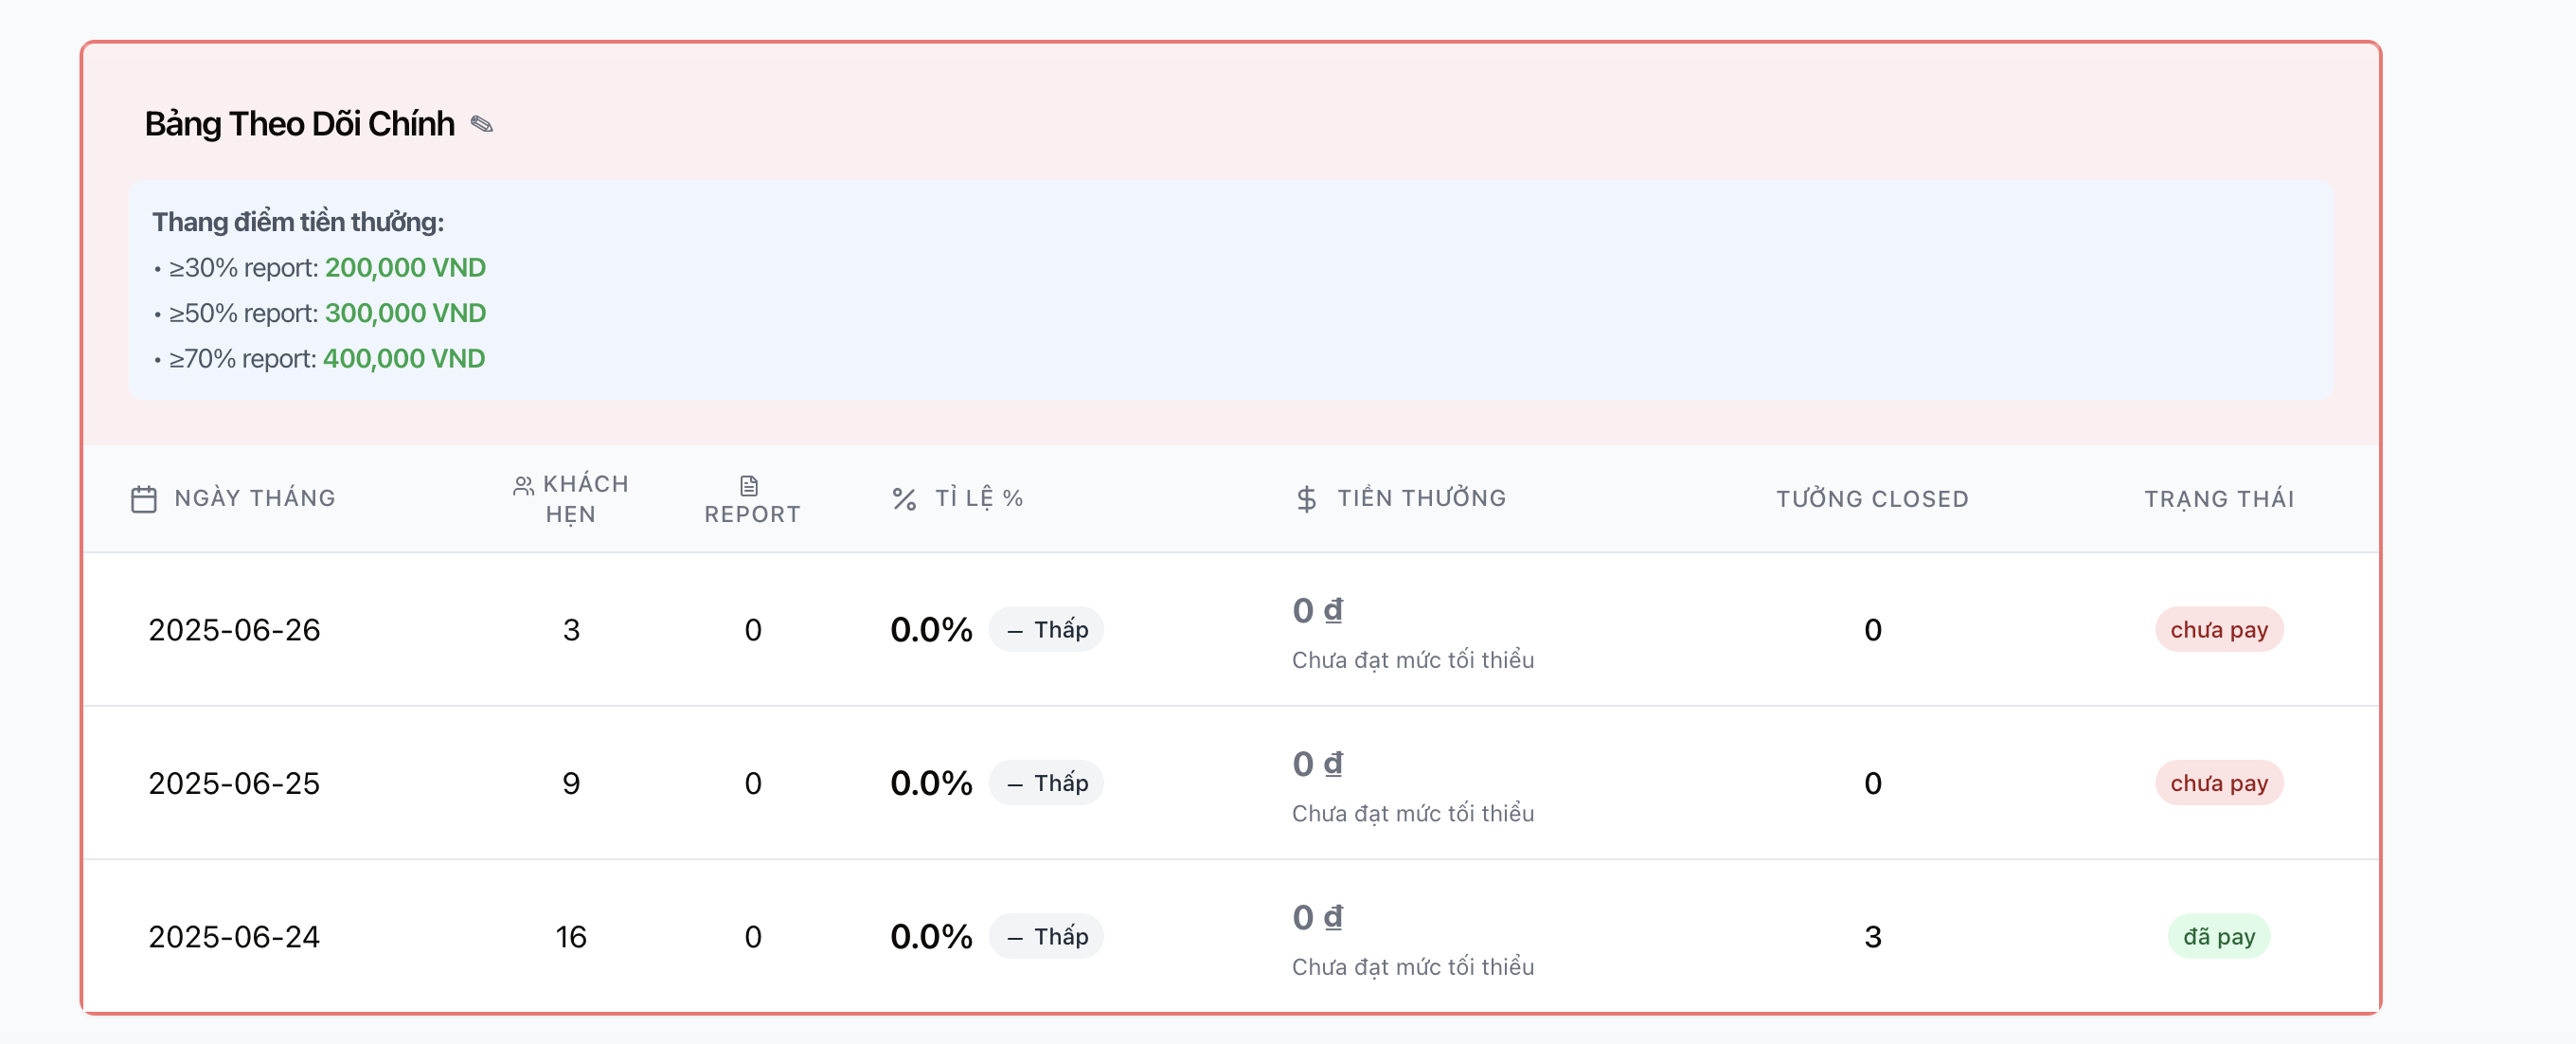 Bảng Theo Dõi Chính ✎
Thang điểm tiền thưởng:
• ≥30% report: 200,000 VND
• ≥50% report: 300,000 VND
• ≥70% report: 400,000 VND
NGÀY THÁNG
KHÁCH
HẸN
REPORT
TỈ LỆ %
TIỀN THƯỞNG
TƯỞNG CLOSED
TRẠNG THÁI
2025-06-26
3
0
0.0%
– Thấp
0 ₫
Chưa đạt mức tối thiểu
0
chưa pay
2025-06-25
9
0
0.0%
– Thấp
0 ₫
Chưa đạt mức tối thiểu
0
chưa pay
2025-06-24
16
0
0.0%
– Thấp
0 ₫
Chưa đạt mức tối thiểu
3
đã pay